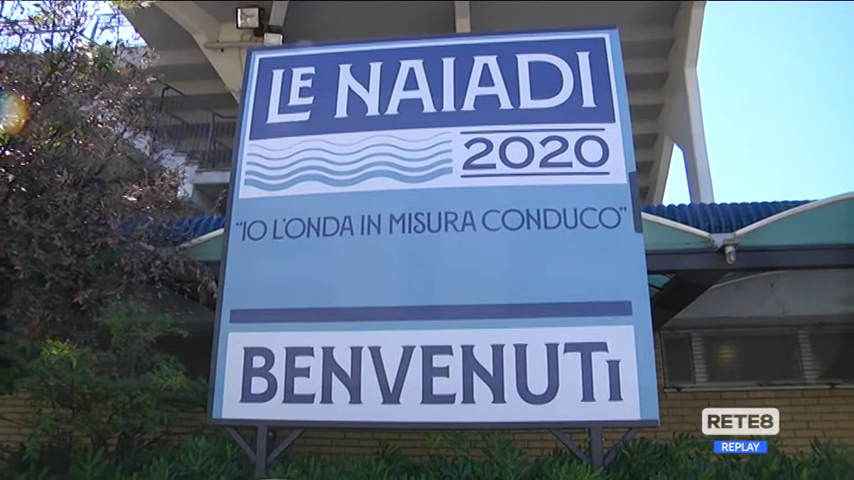 LE NAIADI
2020
"IO L'ONDA IN MISURA CONDUCO"
BENVENUTI
RETE8
REPLAY